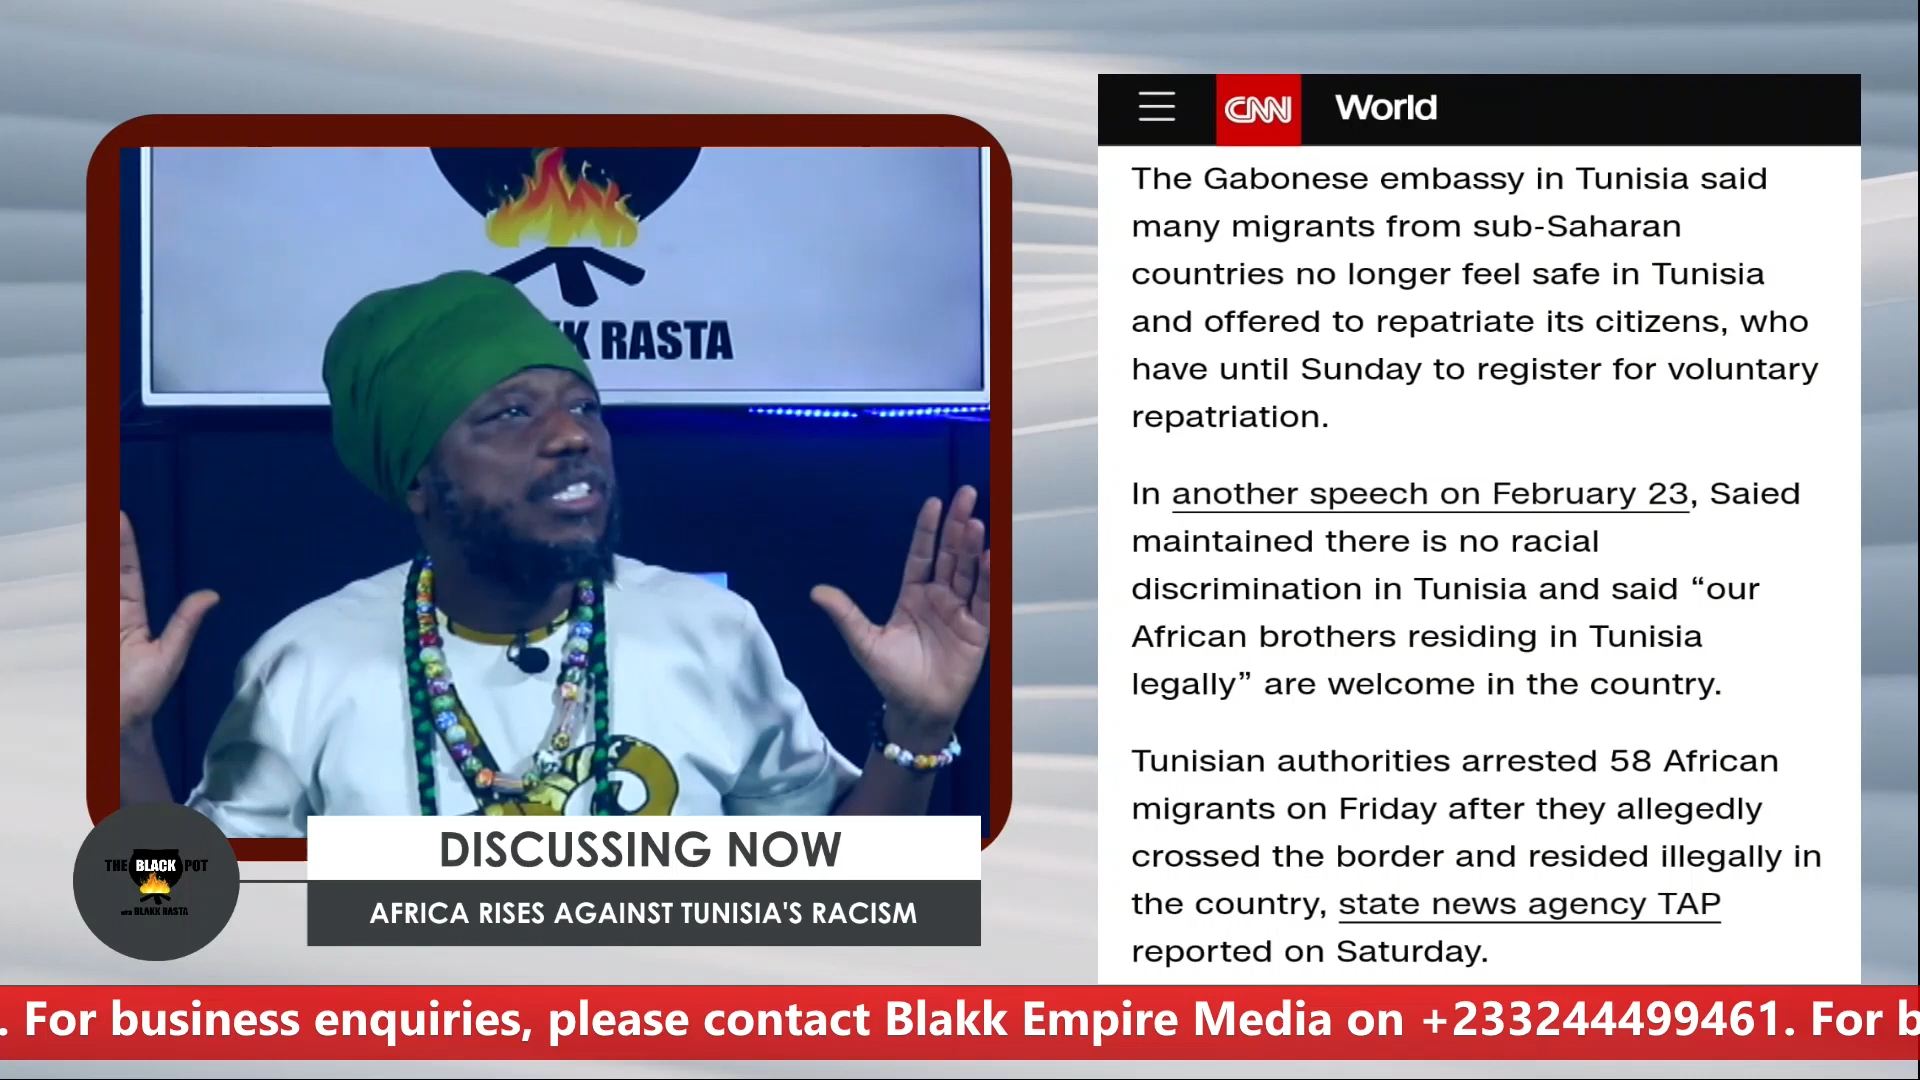 K RASTA
THE BLACK POT
WITH BLAKK RASTA
DISCUSSING NOW
AFRICA RISES AGAINST TUNISIA'S RACISM
CNN World
The Gabonese embassy in Tunisia said
many migrants from sub-Saharan
countries no longer feel safe in Tunisia
and offered to repatriate its citizens, who
have until Sunday to register for voluntary
repatriation.
In another speech on February 23, Saied
maintained there is no racial
discrimination in Tunisia and said “our
African brothers residing in Tunisia
legally” are welcome in the country.
Tunisian authorities arrested 58 African
migrants on Friday after they allegedly
crossed the border and resided illegally in
the country, state news agency TAP
reported on Saturday.
. For business enquiries, please contact Blakk Empire Media on +233244499461. For b